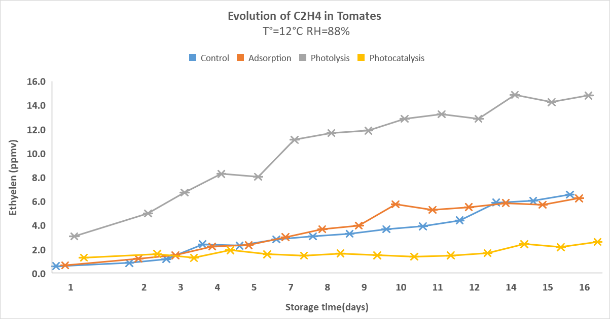 Evolution of C2H4 in Tomates
T°=12°C RH=88%
Control Adsorption Photolysis Photocatalysis
16.0
14.0
12.0
10.0
8.0
6.0
4.0
2.0
0.0
Ethyelen (ppmv)
1 2 3 4 5 6 7 8 9 10 11 12 14 15 16
Storage time(days)